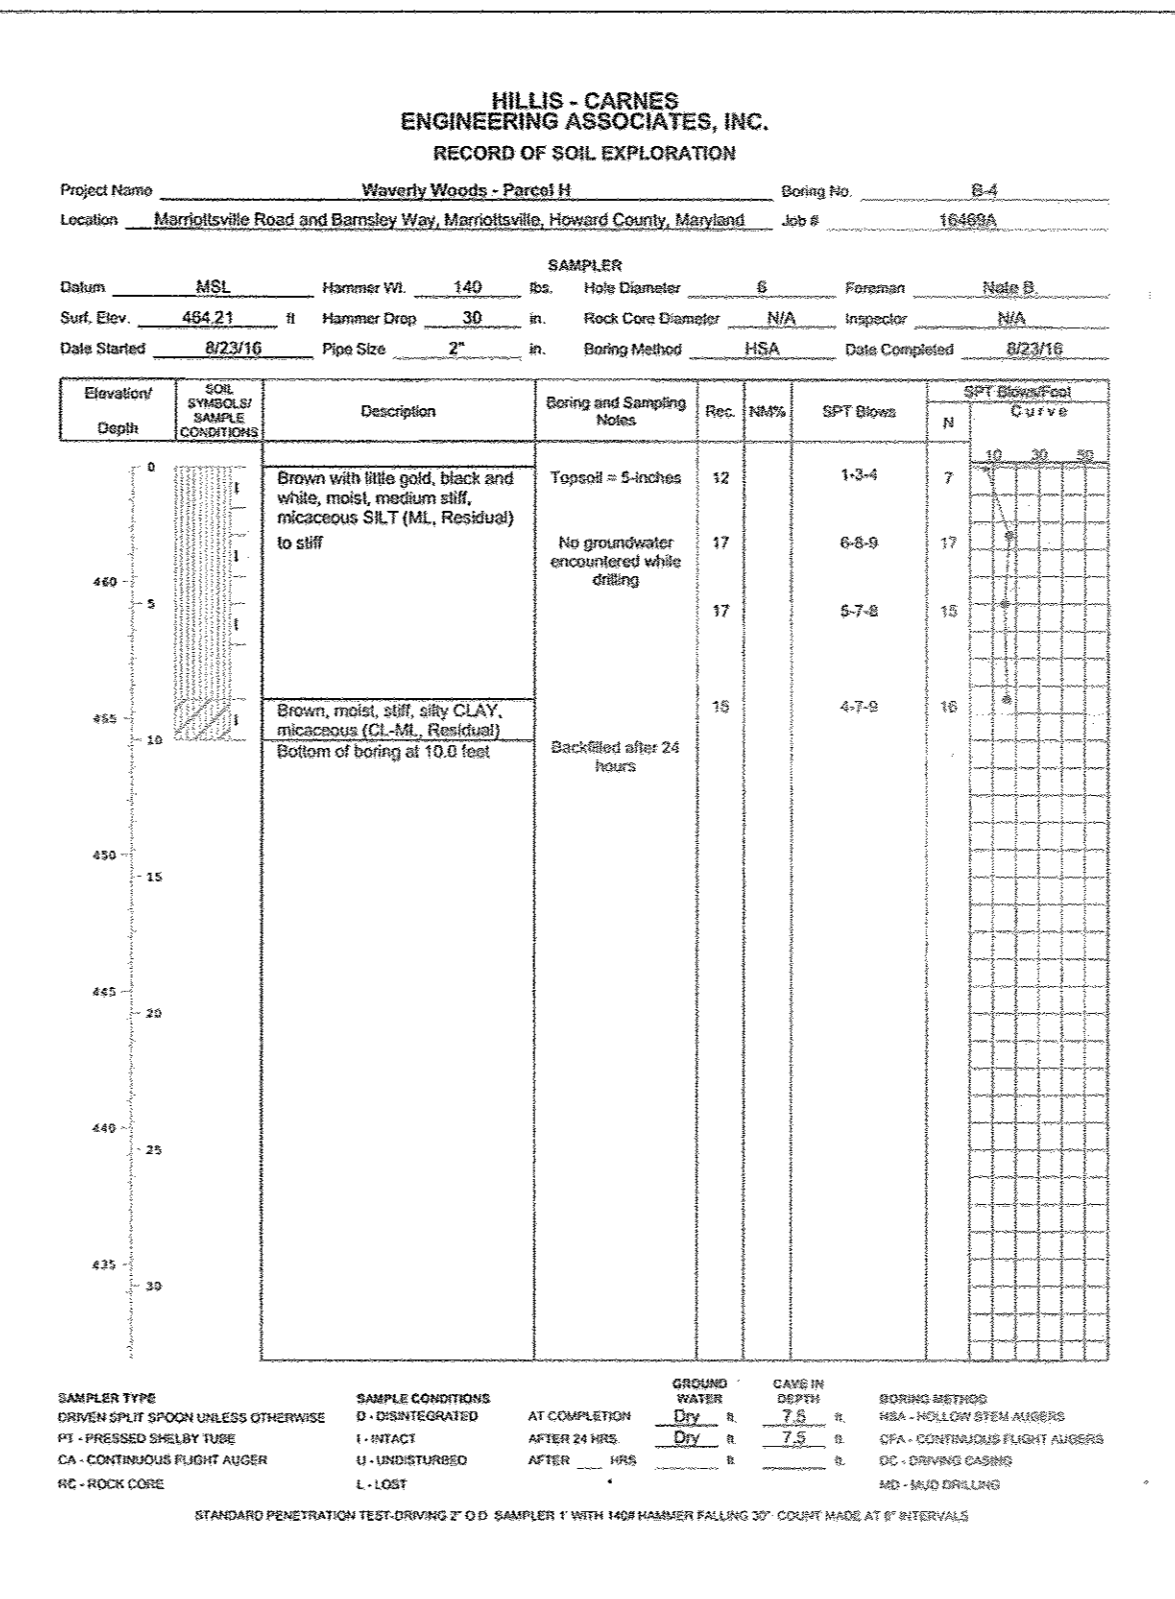 HILLIS - CARNES
ENGINEERING ASSOCIATES, INC.
RECORD OF SOIL EXPLORATION
Project Name Waverly Woods - Parcel H Boring No. B-4
Location Marriottsville Road and Barnsley Way, Marriottsville, Howard County, Maryland Job # 16469A
SAMPLER
Datum MSL Hammer Wt. 140 lbs. Hole Diameter 6 Foreman Nate B.
Surf. Elev. 464.21 ft Hammer Drop 30 in. Rock Core Diameter N/A Inspector N/A
Date Started 8/23/16 Pipe Size 2" in. Boring Method HSA Date Completed 8/23/16
Elevation/
Depth
SOIL
SYMBOLS/
SAMPLE
CONDITIONS
Description
Boring and Sampling
Notes
Rec.
NM%
SPT Blows
SPT Blows/Foot
N
Curve
10 30 50
0
Brown with little gold, black and
white, moist, medium stiff,
micaceous SILT (ML, Residual)
Topsoil = 5-inches
12
1-3-4
7
I
to stiff
No groundwater
encountered while
drilling
17
6-8-9
17
I
460
5
17
5-7-8
15
I
Brown, moist, stiff, silty CLAY,
micaceous (CL-ML, Residual)
15
4-7-9
16
I
455
10
Bottom of boring at 10.0 feet
Backfilled after 24
hours
450
15
445
20
440
25
435
30
GROUND CAVE IN
SAMPLER TYPE SAMPLE CONDITIONS WATER DEPTH BORING METHOD
DRIVEN SPLIT SPOON UNLESS OTHERWISE D - DISINTEGRATED AT COMPLETION Dry ft. 7.5 ft. HSA - HOLLOW STEM AUGERS
PT - PRESSED SHELBY TUBE I - INTACT AFTER 24 HRS. Dry ft. 7.5 ft. CFA - CONTINUOUS FLIGHT AUGERS
CA - CONTINUOUS FLIGHT AUGER U - UNDISTURBED AFTER ___ HRS ft. ft. DC - DRIVING CASING
RC - ROCK CORE L - LOST MD - MUD DRILLING
STANDARD PENETRATION TEST-DRIVING 2" O D SAMPLER 1' WITH 140# HAMMER FALLING 30"- COUNT MADE AT 6" INTERVALS